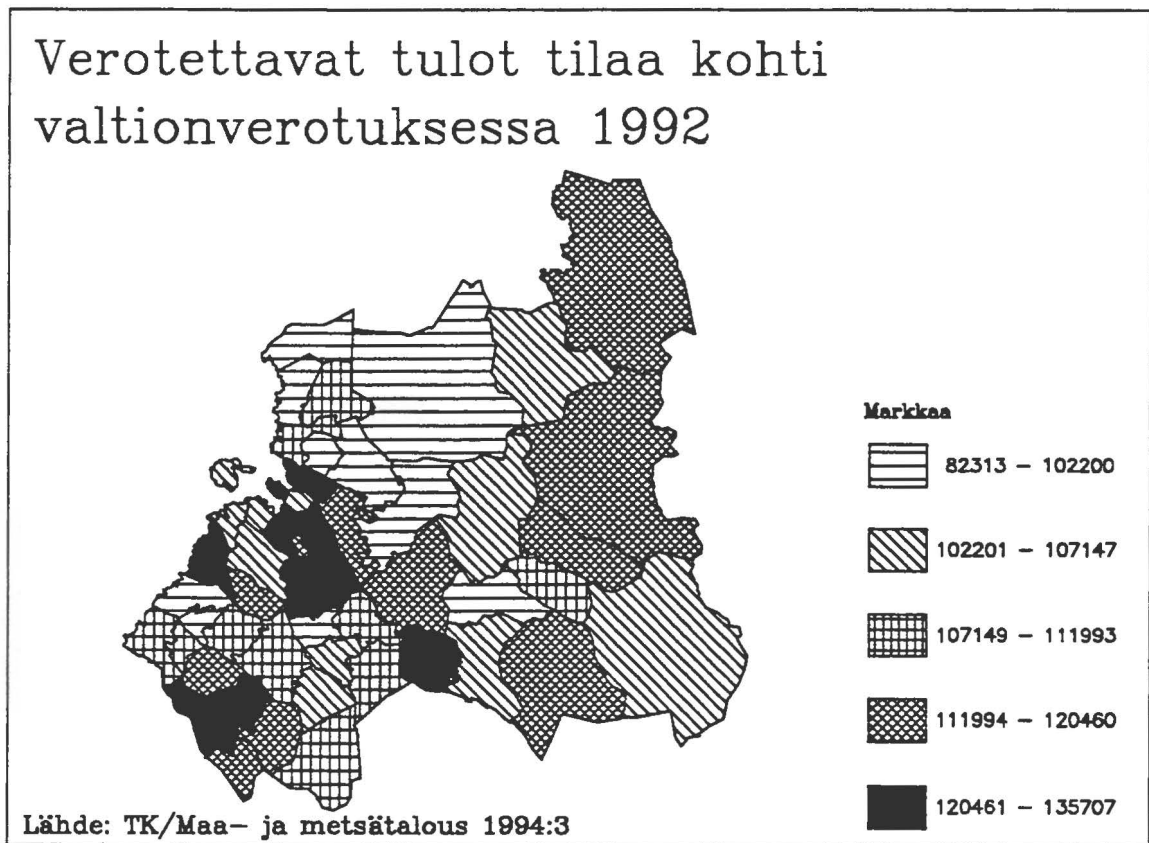 Verotettavat tulot tilaa kohti
valtionverotuksessa 1992
Markkaa
82313 – 102200
102201 – 107147
107149 – 111993
111994 – 120460
120461 – 135707
Lähde: TK/Maa– ja metsätalous 1994:3